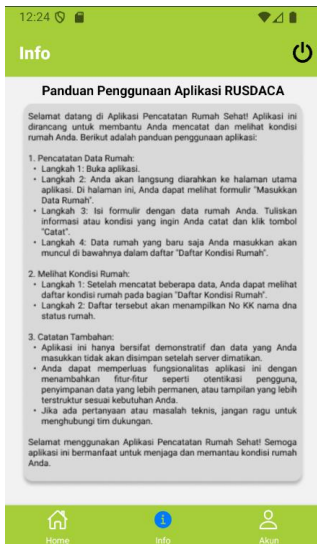 12:24
Info
Panduan Penggunaan Aplikasi RUSDACA
Selamat datang di Aplikasi Pencatatan Rumah Sehat! Aplikasi ini
dirancang untuk membantu Anda mencatat dan melihat kondisi
rumah Anda. Berikut adalah panduan penggunaan aplikasi:
1. Pencatatan Data Rumah:
• Langkah 1: Buka aplikasi.
• Langkah 2: Anda akan langsung diarahkan ke halaman utama
aplikasi. Di halaman ini, Anda dapat melihat formulir "Masukkan
Data Rumah".
• Langkah 3: Isi formulir dengan data rumah Anda. Tuliskan
informasi atau kondisi yang ingin Anda catat dan klik tombol
"Catat".
• Langkah 4: Data rumah yang baru saja Anda masukkan akan
muncul di bawahnya dalam daftar "Daftar Kondisi Rumah".
2. Melihat Kondisi Rumah:
• Langkah 1: Setelah mencatat beberapa data, Anda dapat melihat
daftar kondisi rumah pada bagian "Daftar Kondisi Rumah".
• Langkah 2: Daftar tersebut akan menampilkan No KK nama dna
status rumah.
3. Catatan Tambahan:
• Aplikasi ini hanya bersifat demonstratif dan data yang Anda
masukkan tidak akan disimpan setelah server dimatikan.
• Anda dapat memperluas fungsionalitas aplikasi ini dengan
menambahkan fitur-fitur seperti otentikasi pengguna,
penyimpanan data yang lebih permanen, atau tampilan yang lebih
terstruktur sesuai kebutuhan Anda.
• Jika ada pertanyaan atau masalah teknis, jangan ragu untuk
menghubungi tim dukungan.
Selamat menggunakan Aplikasi Pencatatan Rumah Sehat! Semoga
aplikasi ini bermanfaat untuk menjaga dan memantau kondisi rumah
Anda.
Home Info Akun